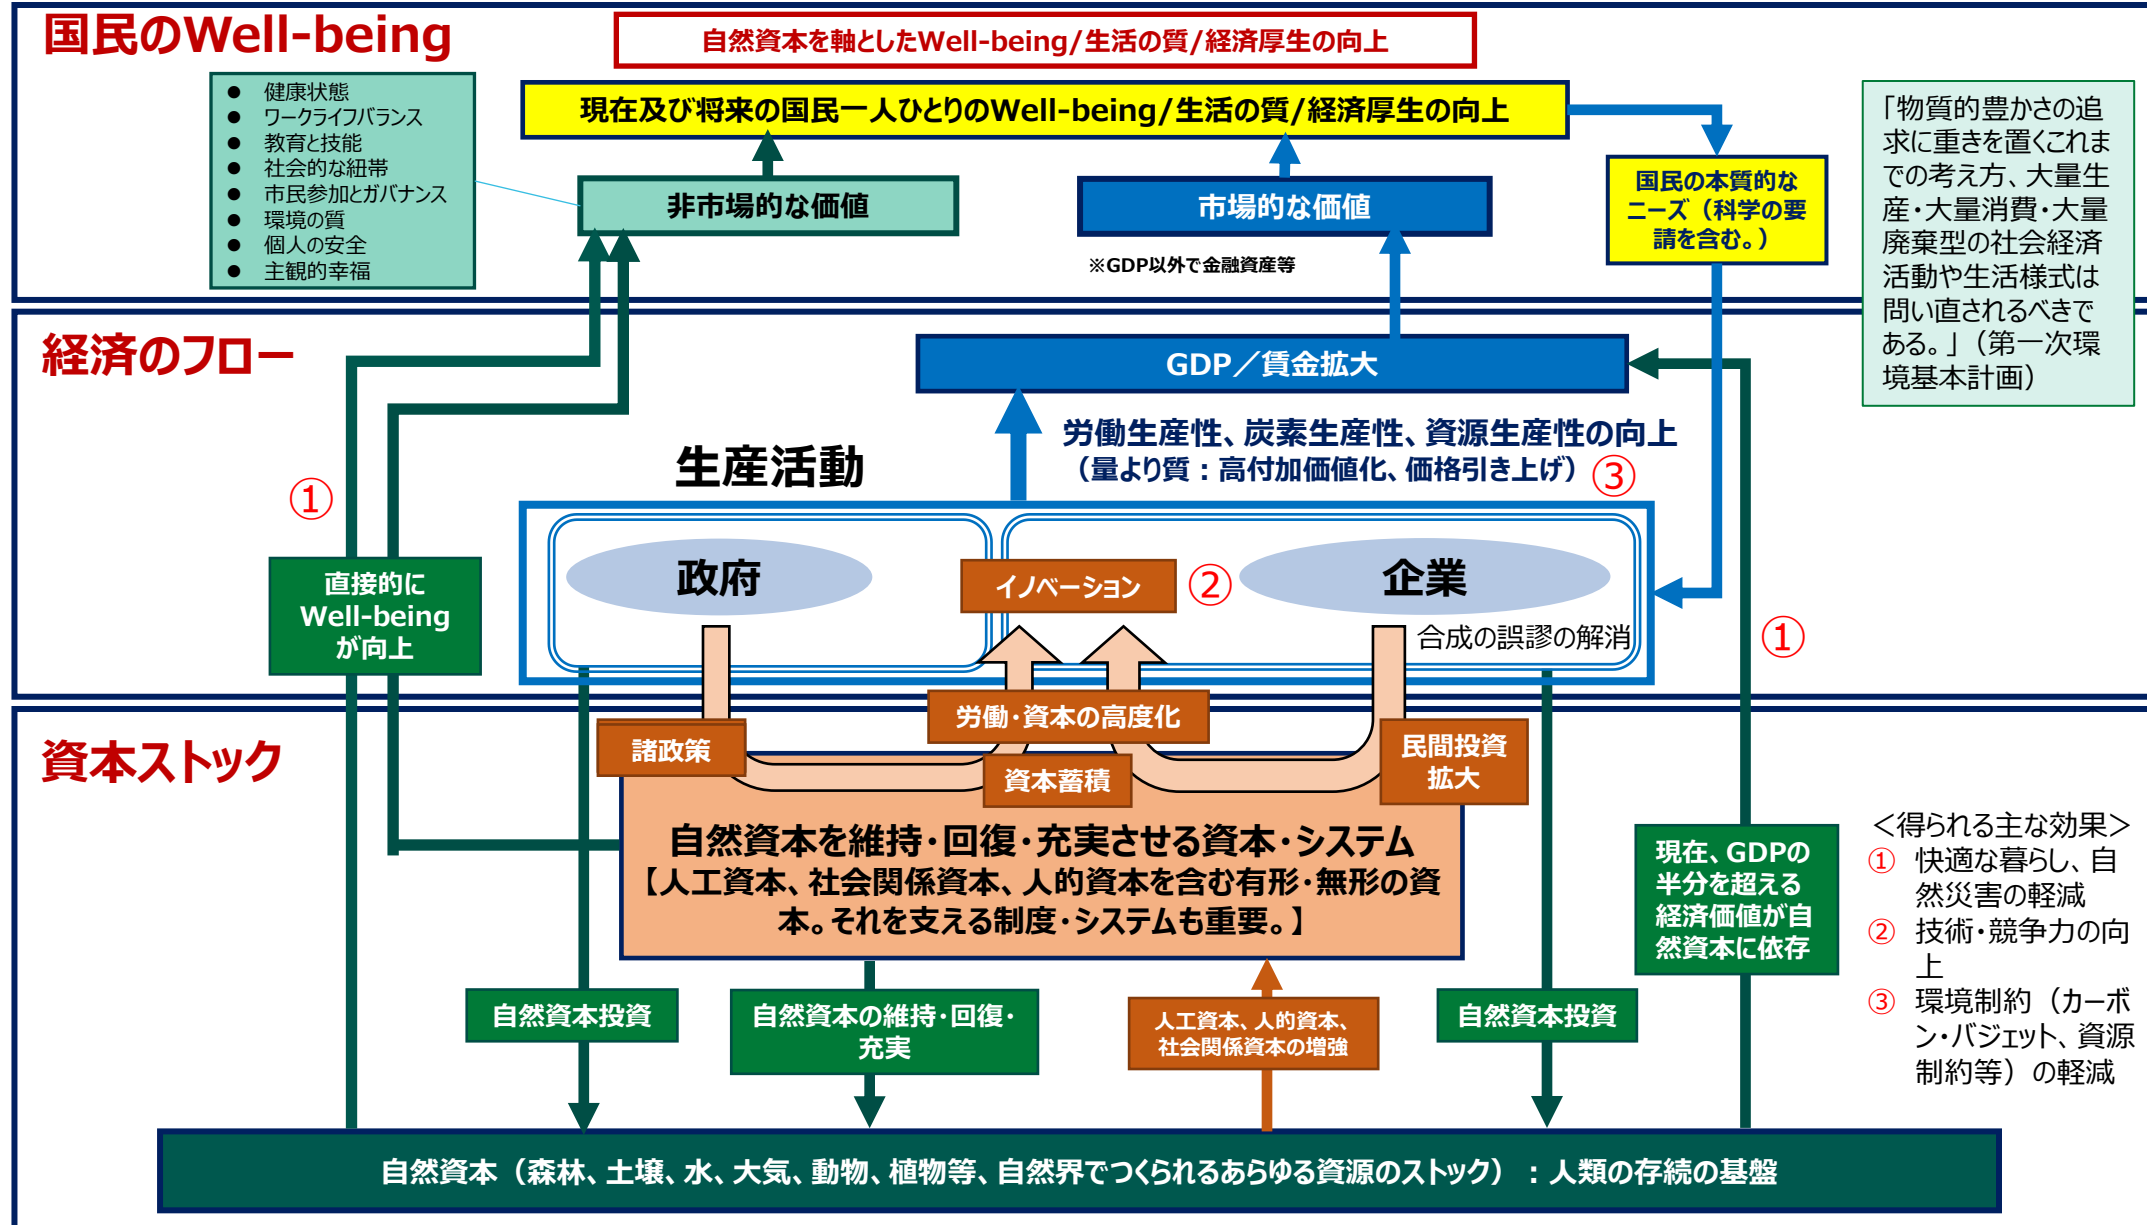 国民のWell-being
自然資本を軸としたWell-being/生活の質/経済厚生の向上
● 健康状態
● ワークライフバランス
● 教育と技能
● 社会的な紐帯
● 市民参加とガバナンス
● 環境の質
● 個人の安全
● 主観的幸福
現在及び将来の国民一人ひとりのWell-being/生活の質/経済厚生の向上
非市場的な価値
市場的な価値
※GDP以外で金融資産等
国民の本質的な
ニーズ（科学の要
請を含む。）
「物質的豊かさの追
求に重きを置くこれま
での考え方、大量生
産・大量消費・大量
廃棄型の社会経済
活動や生活様式は
問い直されるべきで
ある。」（第一次環
境基本計画）
経済のフロー
GDP／賃金拡大
労働生産性、炭素生産性、資源生産性の向上
（量より質：高付加価値化、価格引き上げ）
③
生産活動
①
直接的に
Well-being
が向上
政府
イノベーション
②
企業
合成の誤謬の解消
①
資本ストック
労働・資本の高度化
諸政策
資本蓄積
民間投資
拡大
自然資本を維持・回復・充実させる資本・システム
【人工資本、社会関係資本、人的資本を含む有形・無形の資
本。それを支える制度・システムも重要。】
現在、GDPの
半分を超える
経済価値が自
然資本に依存
＜得られる主な効果＞
① 快適な暮らし、自
然災害の軽減
② 技術・競争力の向
上
③ 環境制約（カーボ
ン・バジェット、資源
制約等）の軽減
自然資本投資
自然資本の維持・回復・
充実
人工資本、人的資本、
社会関係資本の増強
自然資本投資
自然資本（森林、土壌、水、大気、動物、植物等、自然界でつくられるあらゆる資源のストック）：人類の存続の基盤